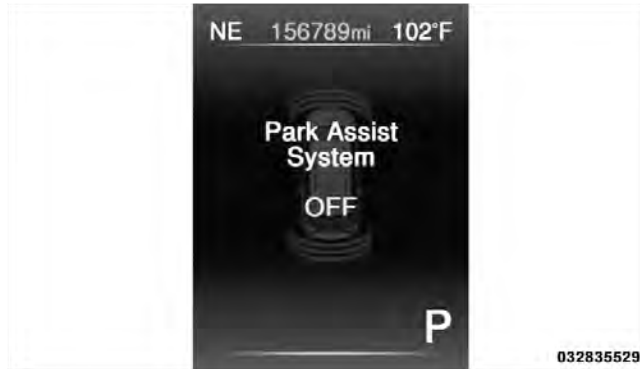 NE 156789mi 102°F
Park Assist
System
OFF
P
032835529